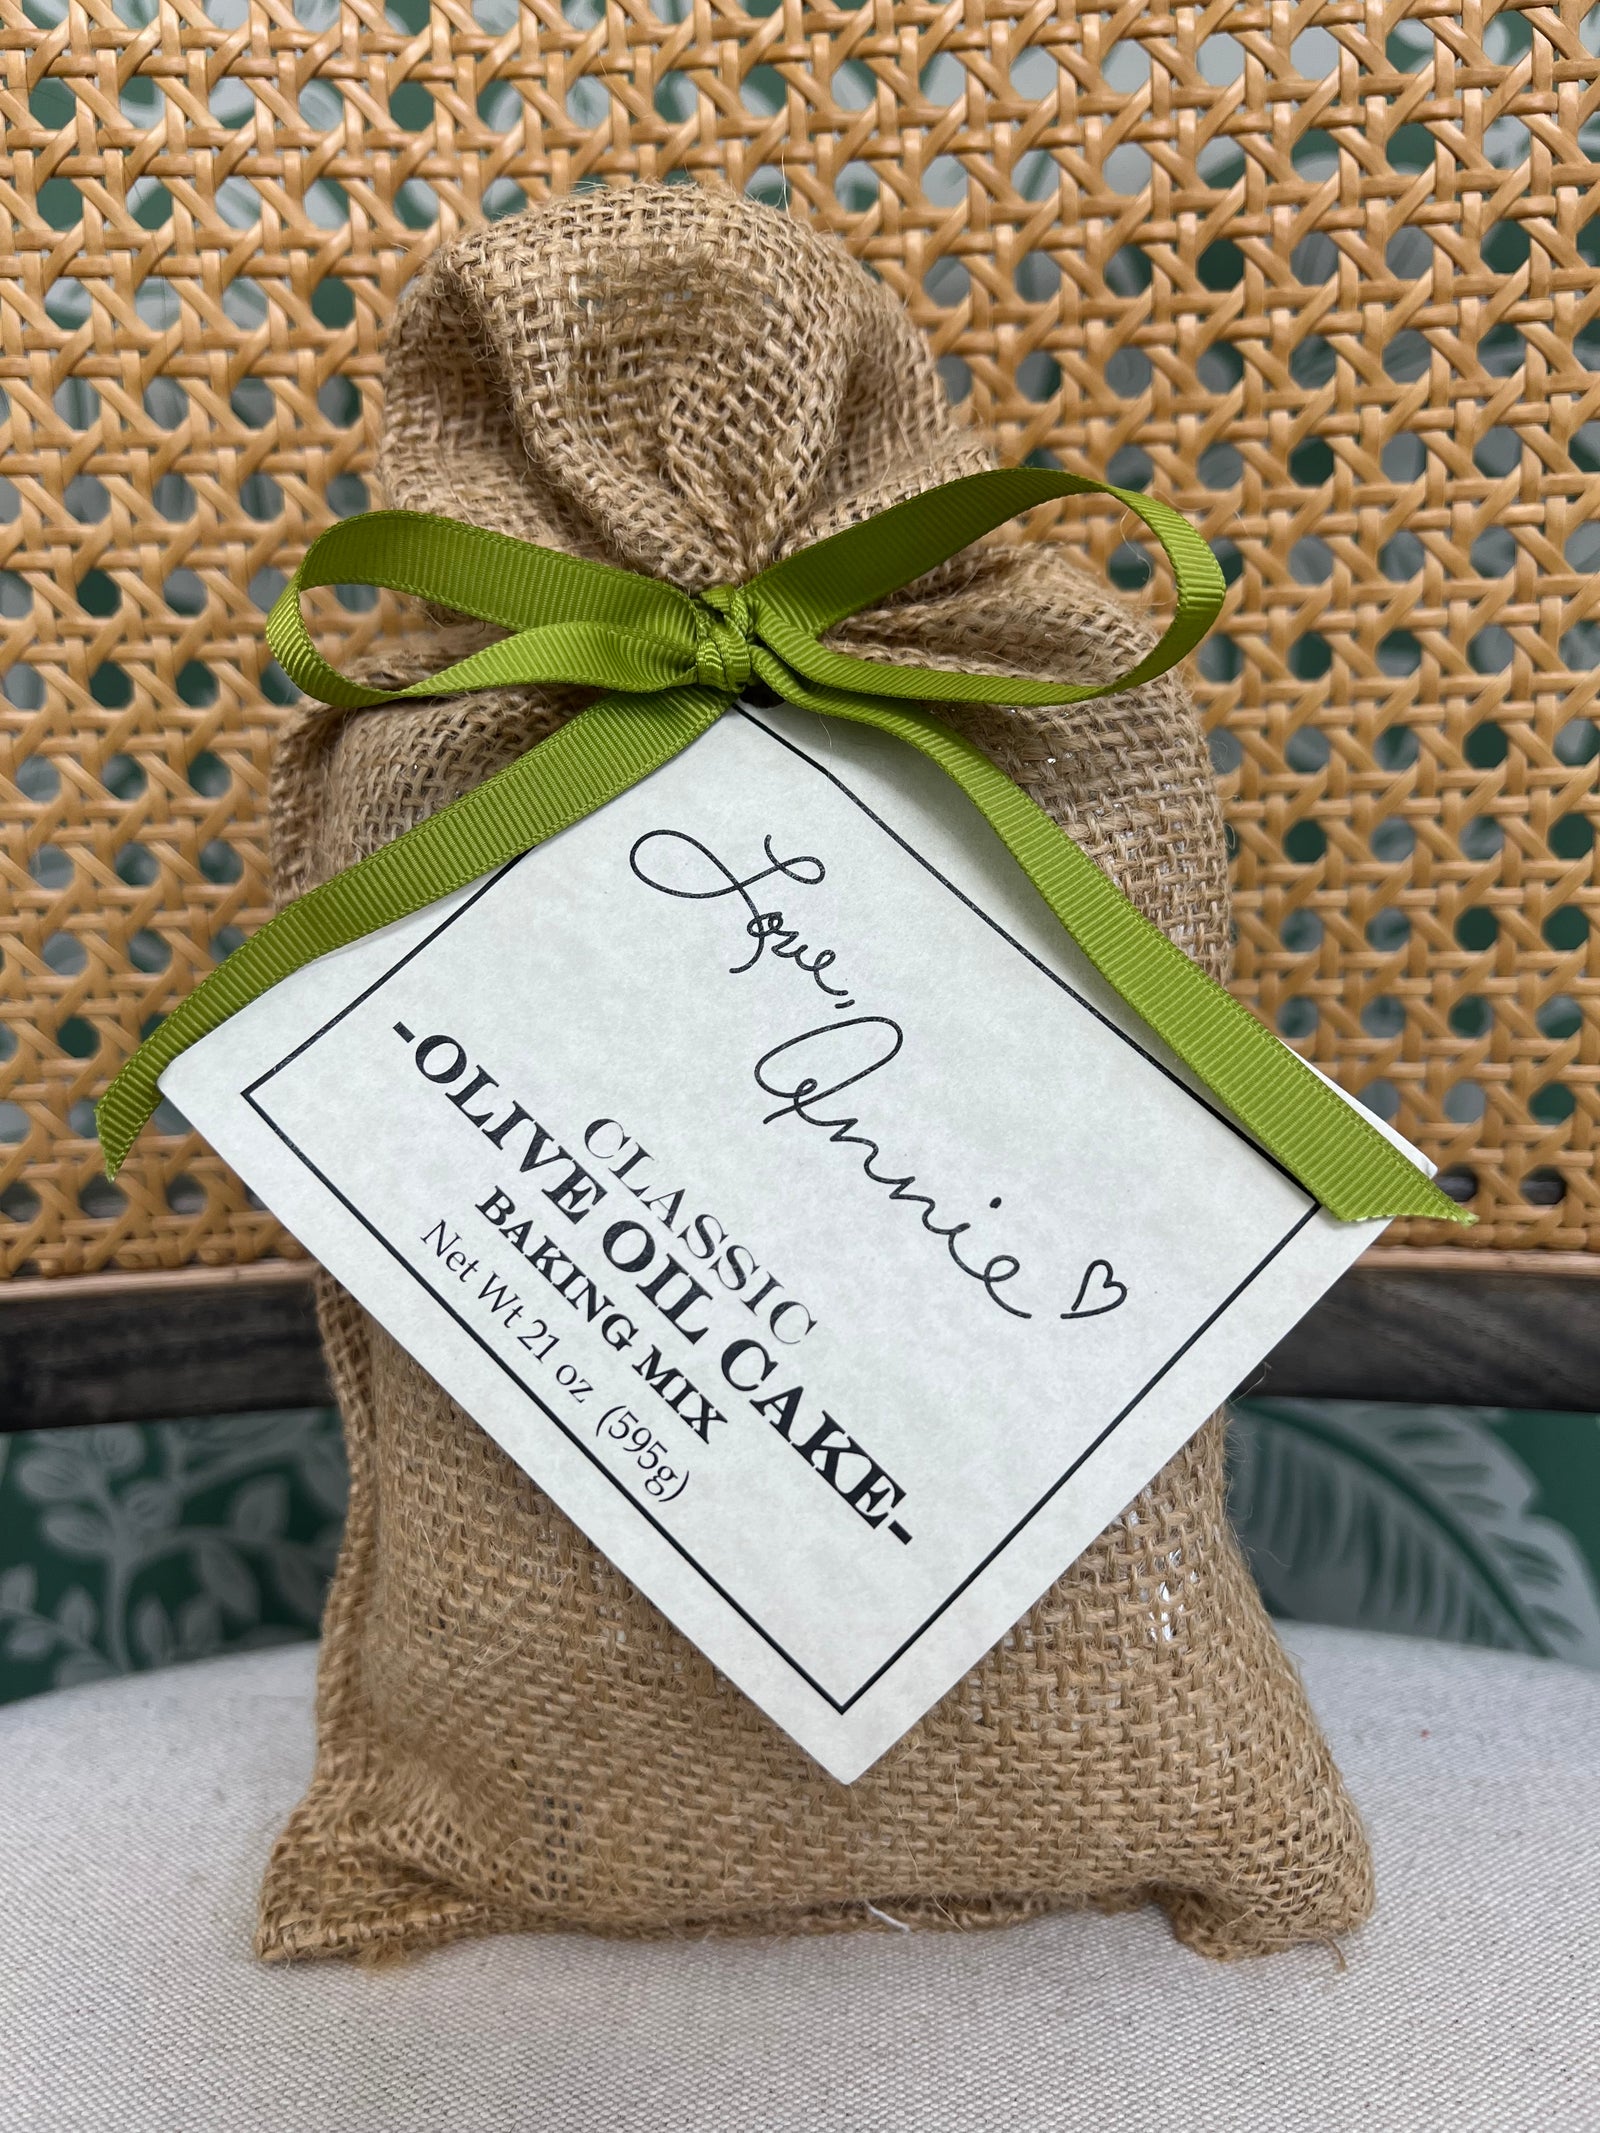 Love,
Annie
CLASSIC
-OLIVE OIL CAKE-
BAKING MIX
Net Wt 21 oz (595g)